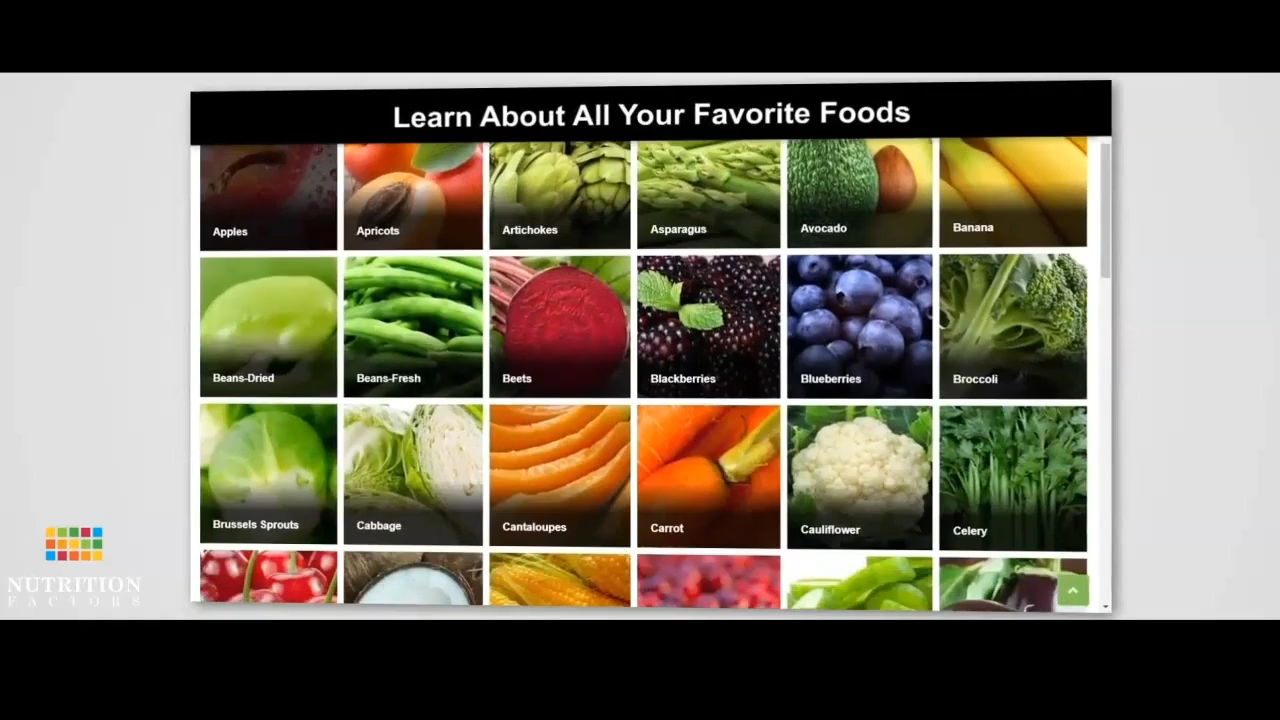 Learn About All Your Favorite Foods
Apples
Apricots
Artichokes
Asparagus
Avocado
Banana
Beans-Dried
Beans-Fresh
Beets
Blackberries
Blueberries
Broccoli
Brussels Sprouts
Cabbage
Cantaloupes
Carrot
Cauliflower
Celery
NUTRITION
FACTORS